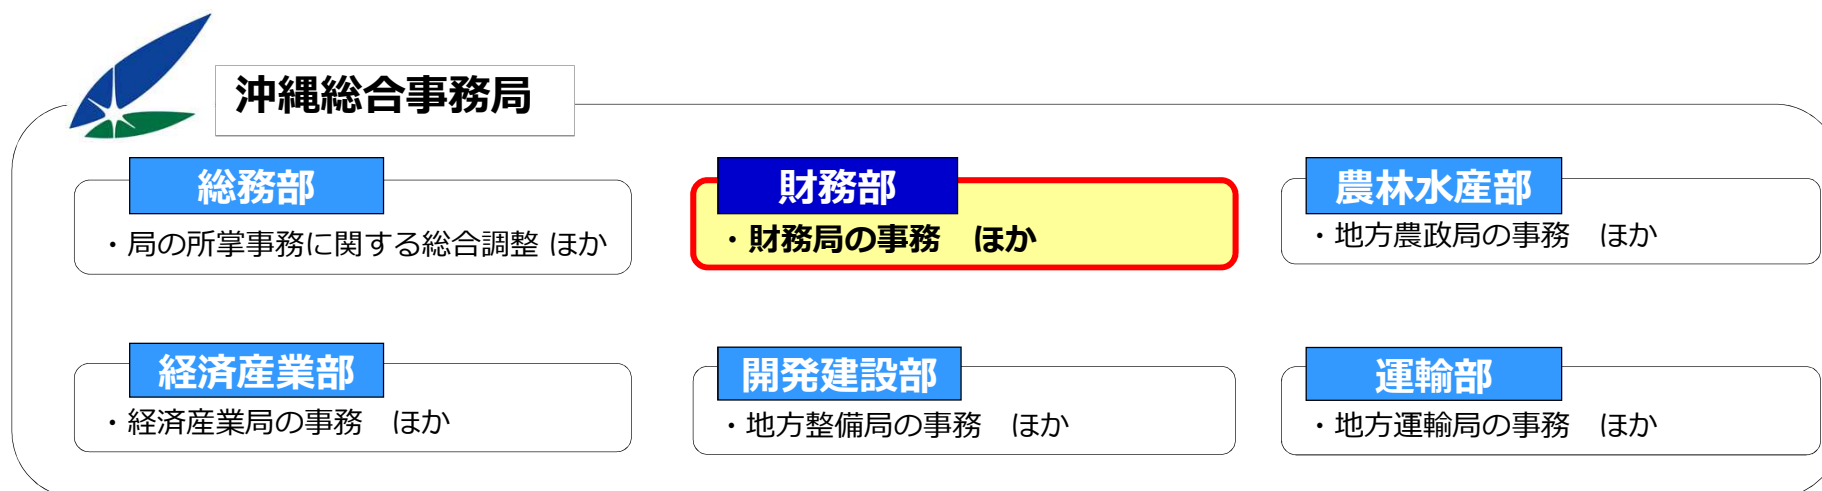 沖縄総合事務局
総務部
・局の所掌事務に関する総合調整 ほか
財務部
・財務局の事務　ほか
農林水産部
・地方農政局の事務　ほか
経済産業部
・経済産業局の事務　ほか
開発建設部
・地方整備局の事務　ほか
運輸部
・地方運輸局の事務　ほか